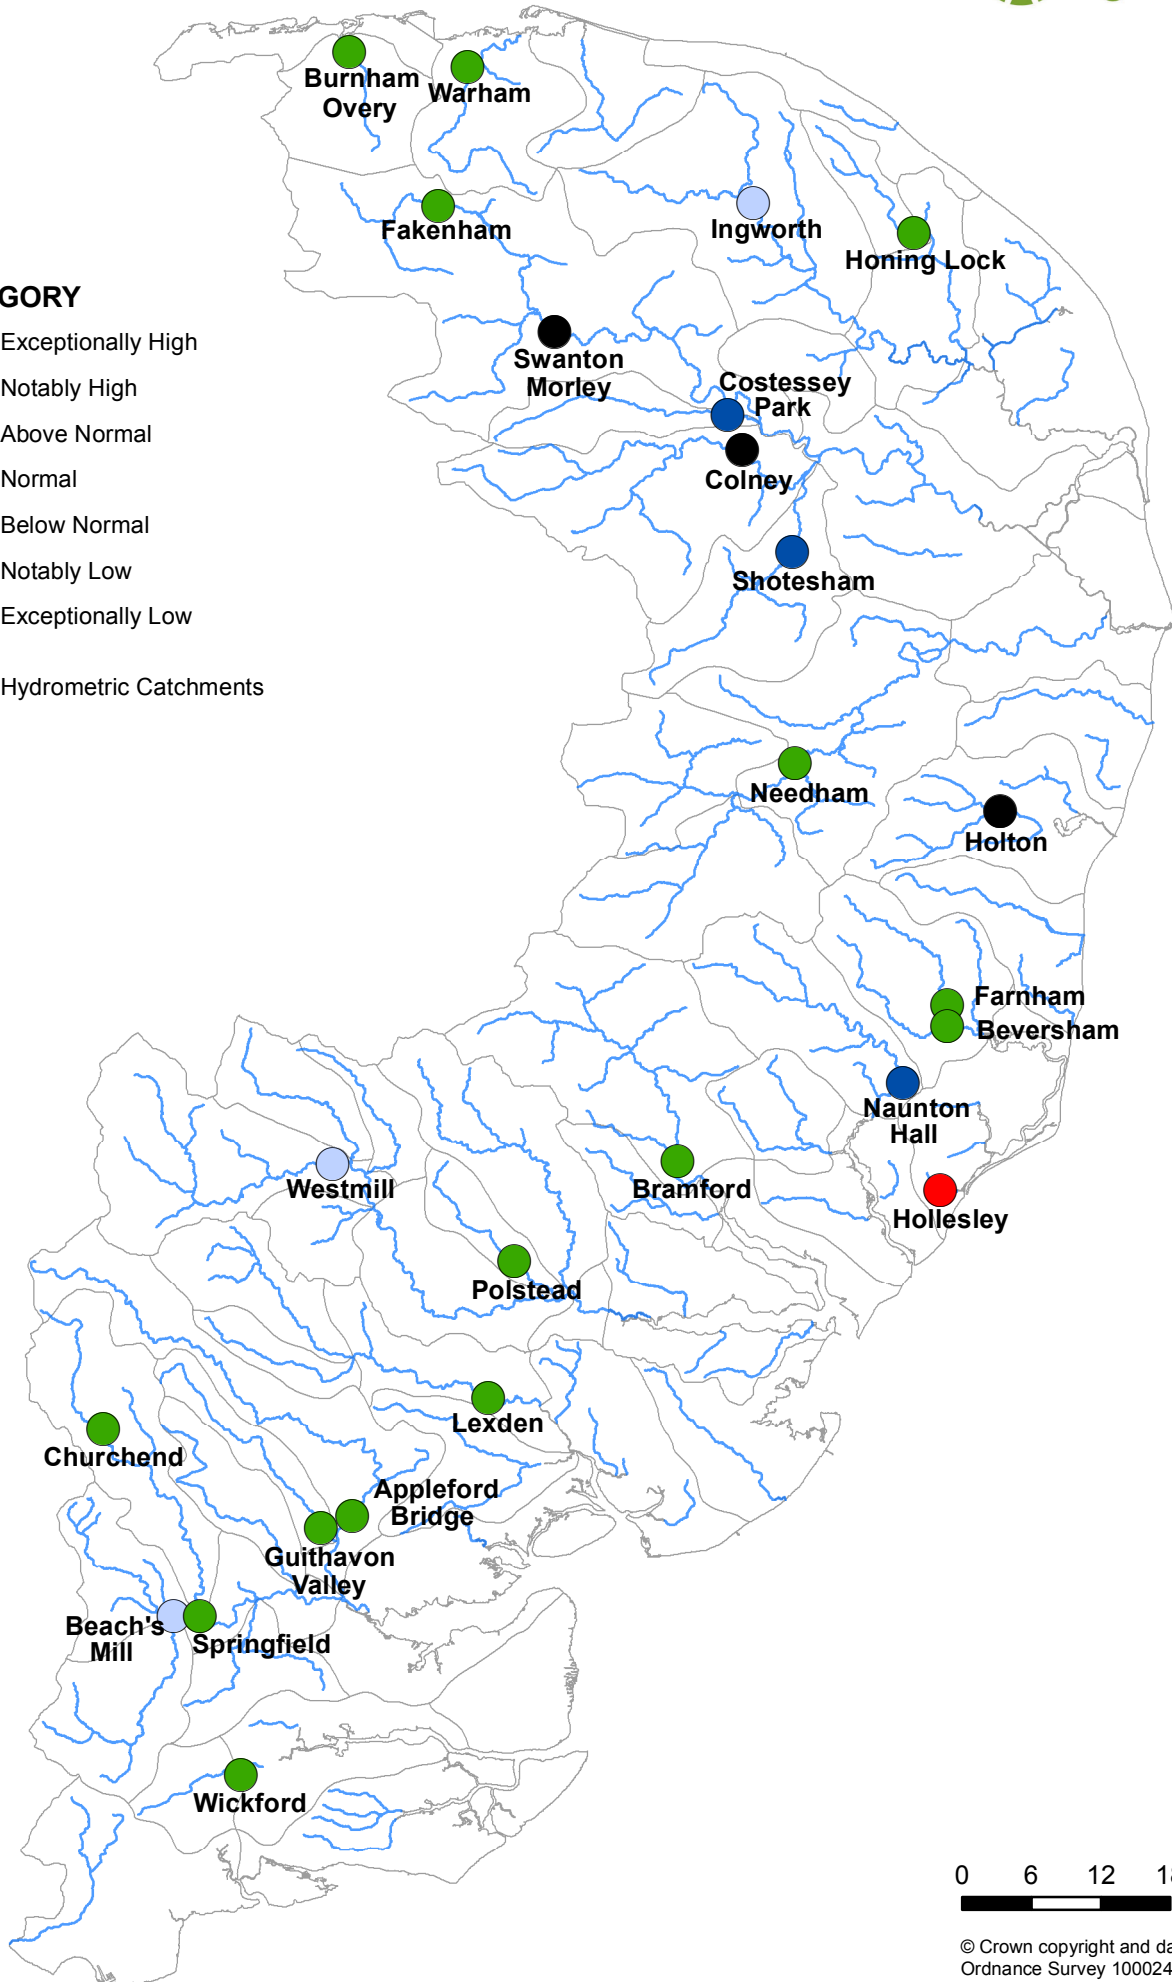 Burnham
Overy
Warham
Fakenham
Ingworth
Honing Lock
GORY
Exceptionally High
Notably High
Above Normal
Normal
Below Normal
Notably Low
Exceptionally Low
Hydrometric Catchments
Swanton
Morley
Costessey
Park
Colney
Shotesham
Needham
Holton
Farnham
Beversham
Naunton
Hall
Westmill
Bramford
Hollesley
Polstead
Lexden
Churchend
Appleford
Bridge
Guithavon
Valley
Beach's
Mill
Springfield
Wickford
0 6 12 18
© Crown copyright and da
Ordnance Survey 100024